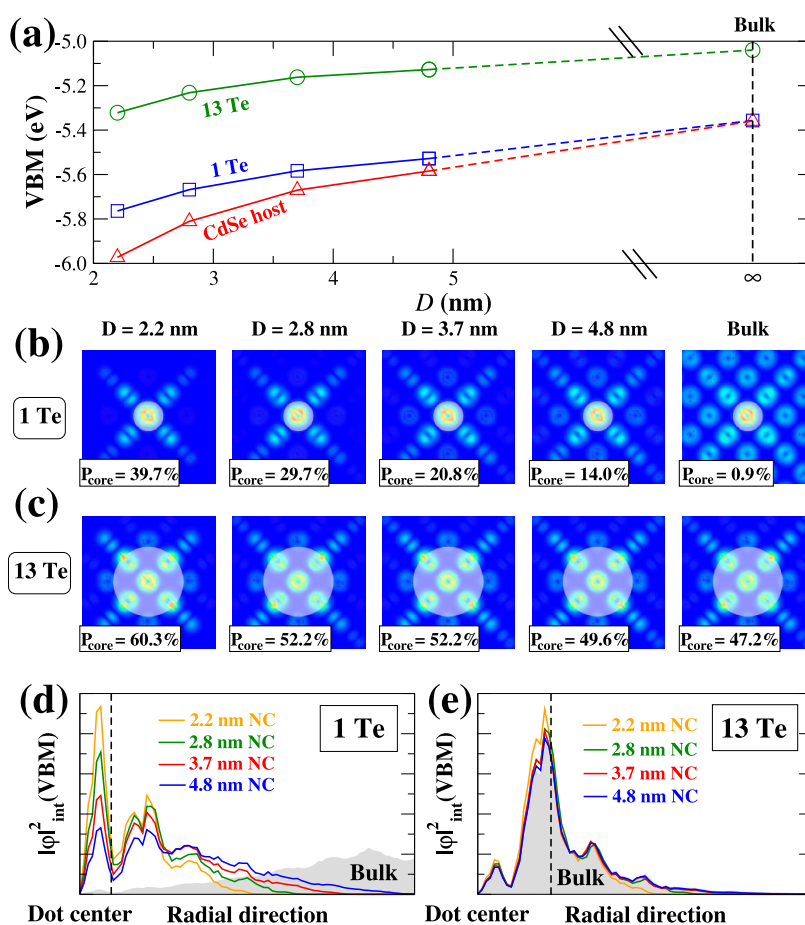 (a)
Bulk
VBM (eV)
-5.0
-5.2
-5.4
-5.6
-5.8
-6.0
13 Te
1 Te
CdSe host
2
3
4
5
∞
D (nm)
(b)
D = 2.2 nm
D = 2.8 nm
D = 3.7 nm
D = 4.8 nm
Bulk
1 Te
Pcore = 39.7%
Pcore = 29.7%
Pcore = 20.8%
Pcore = 14.0%
Pcore = 0.9%
(c)
13 Te
Pcore = 60.3%
Pcore = 52.2%
Pcore = 52.2%
Pcore = 49.6%
Pcore = 47.2%
(d)
|φ|²int(VBM)
2.2 nm NC
2.8 nm NC
3.7 nm NC
4.8 nm NC
1 Te
Bulk
Dot center
Radial direction
(e)
|φ|²int(VBM)
2.2 nm NC
2.8 nm NC
3.7 nm NC
4.8 nm NC
13 Te
Bulk
Dot center
Radial direction